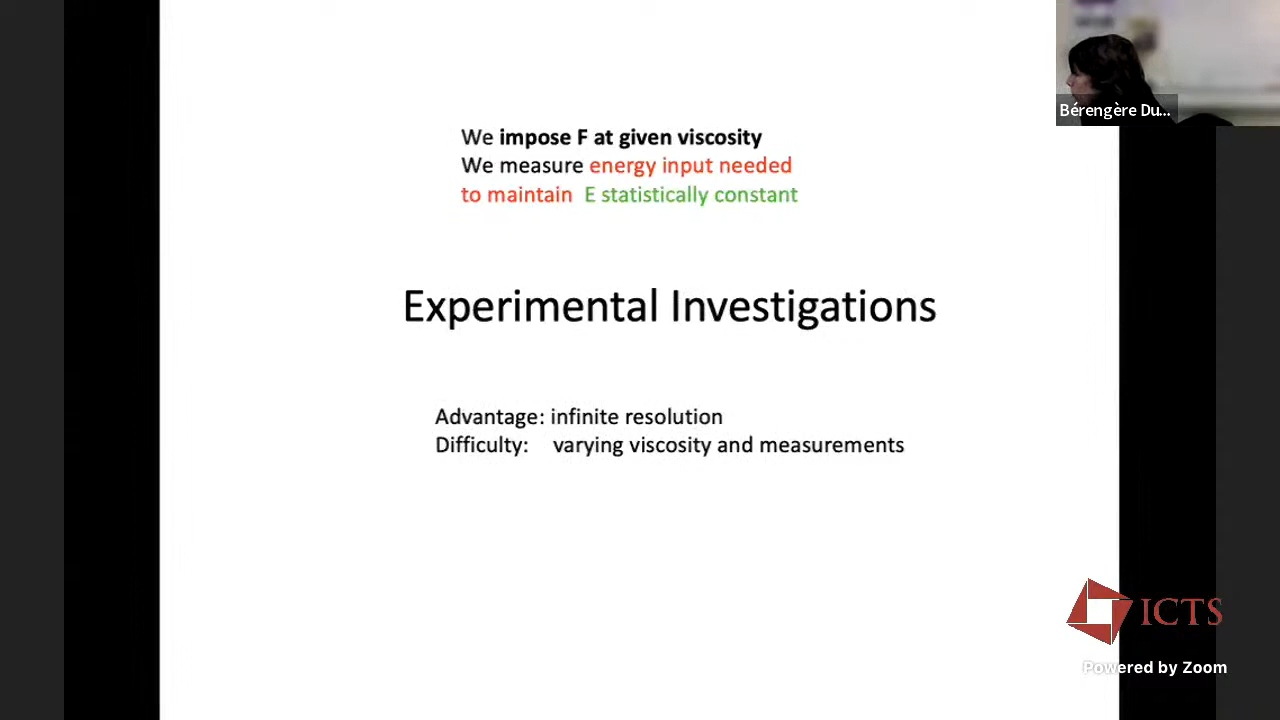 We impose F at given viscosity
We measure energy input needed
to maintain E statistically constant
Experimental Investigations
Advantage: infinite resolution
Difficulty: varying viscosity and measurements
Bérengère Du...
ICTS
Powered by Zoom